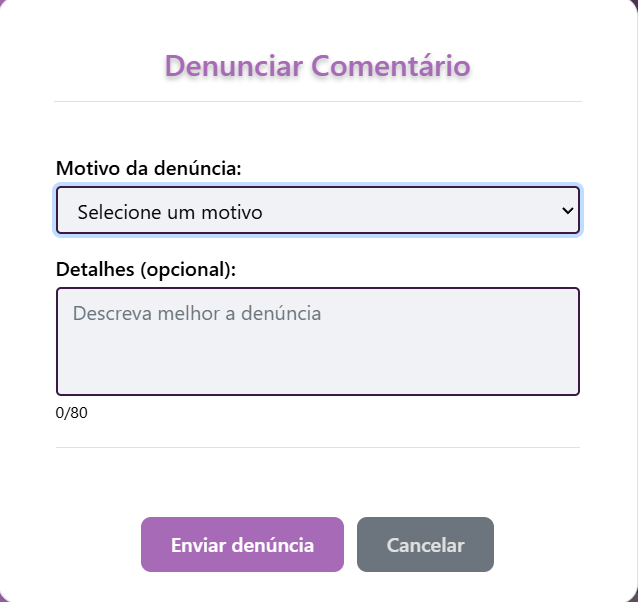 Denunciar Comentário
Motivo da denúncia:
Selecione um motivo
Detalhes (opcional):
Descreva melhor a denúncia
0/80
Enviar denúncia
Cancelar